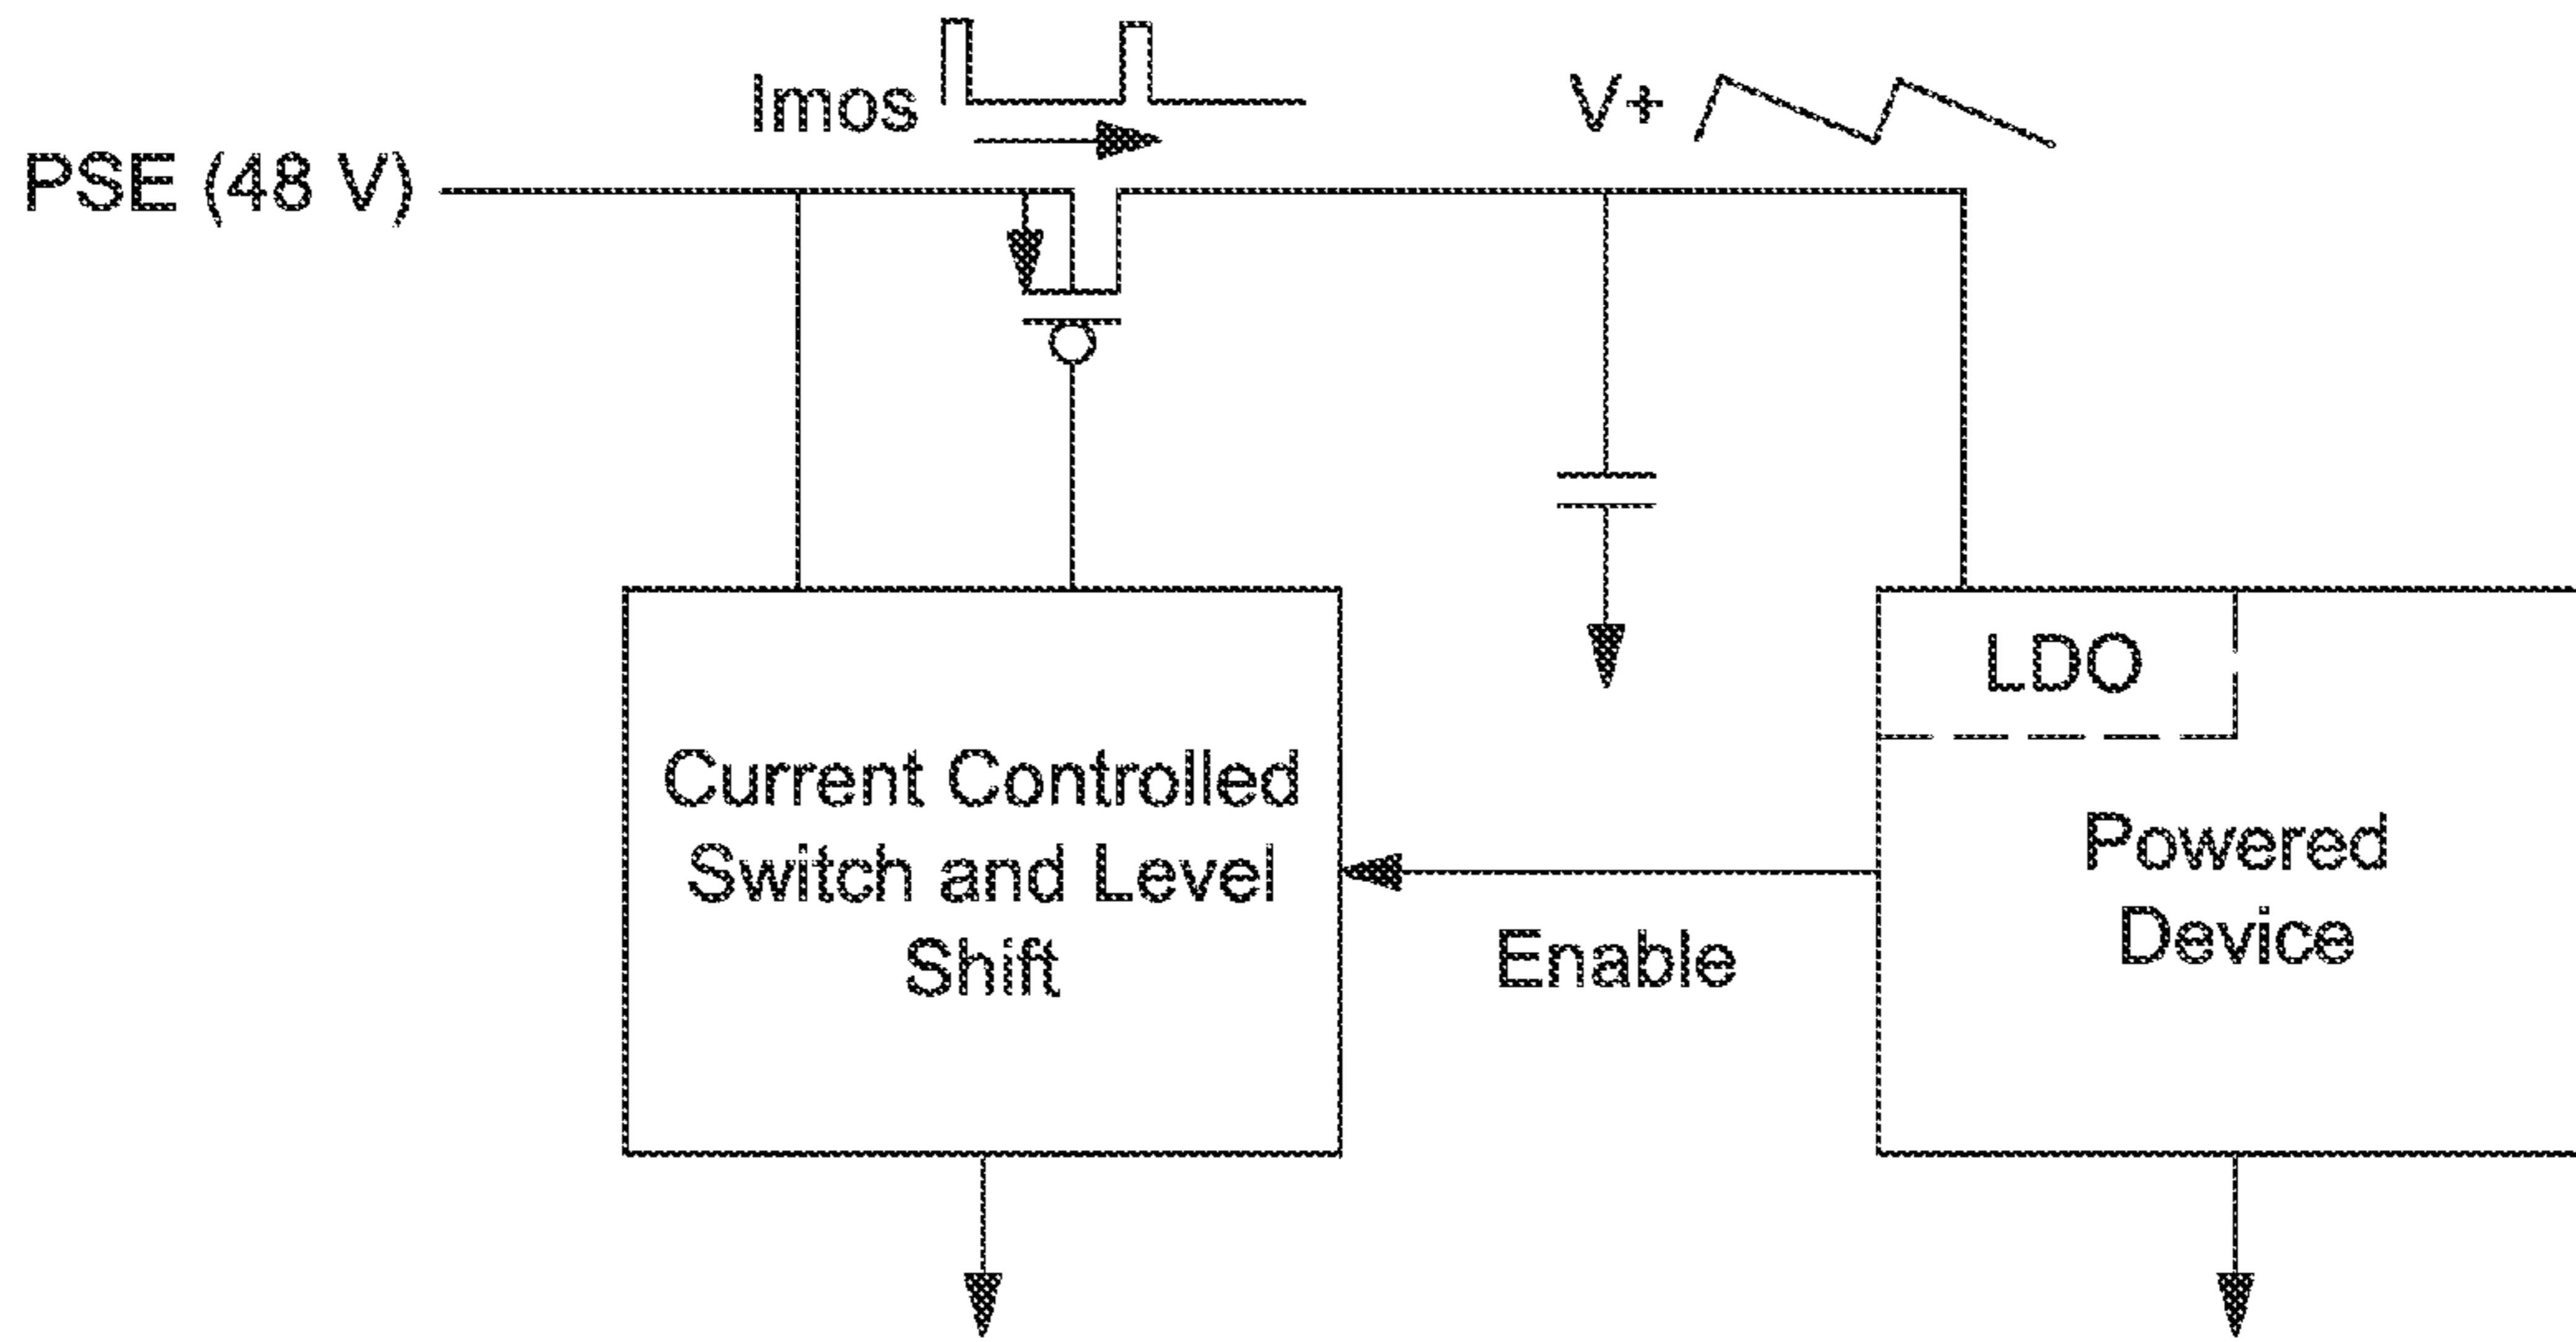 Imos
V+
PSE (48 V)
LDO
Current Controlled
Switch and Level
Shift
Powered
Device
Enable